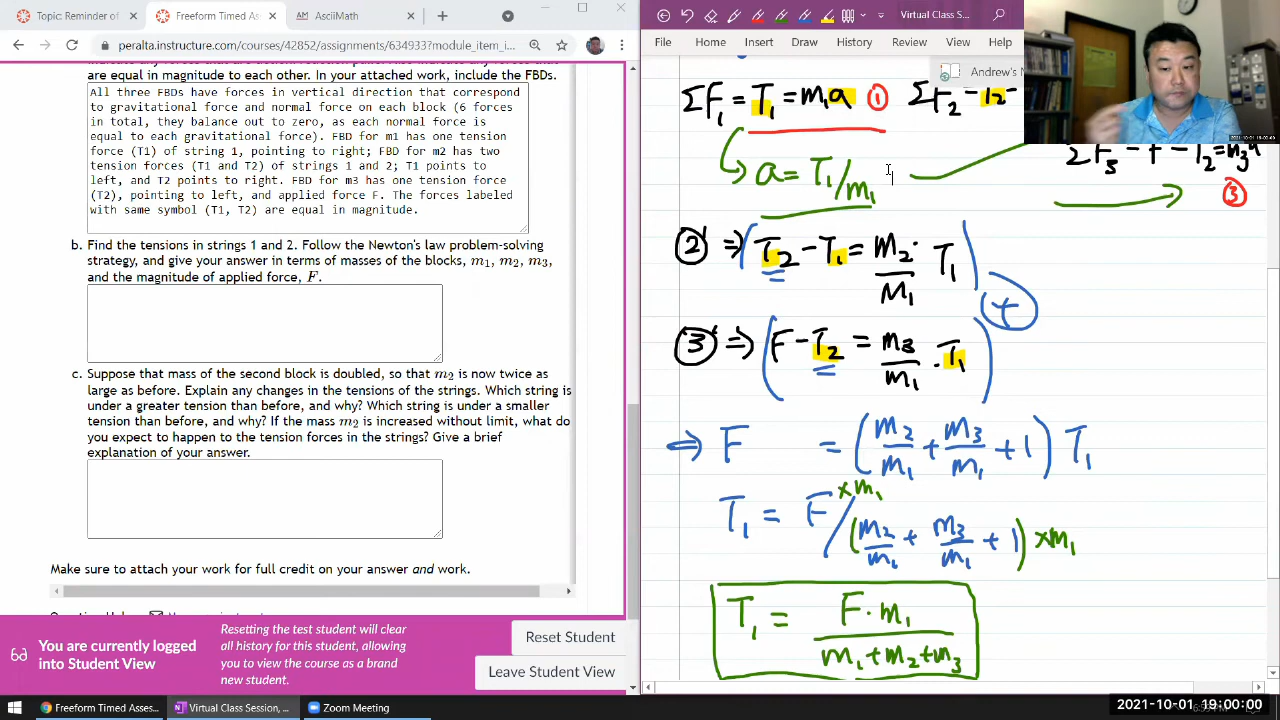 Topic Reminder of
Freeform Timed Asse:
AsciiMath
peralta.instructure.com/courses/42852/assignments/634933?module_item_i...
are equal in magnitude to each other. In your attached work, include the FBDs.
All three FBDs have forces in vertical direction that correspond
to gravitational force and normal force on each block (6 forces
in total, they balance out to zero, as each normal force is
equal to each gravitational force). FBD for m1 has one tension
force (T1) of string 1, pointing to right; FBD for m2 has two
tension forces (T1 and T2) of strings 1 and 2; T1 points to
left, and T2 points to right. FBD for m3 has one tension force
(T2), pointing to left, and applied force F. The forces labeled
with same symbol (T1, T2) are equal in magnitude.
b. Find the tensions in strings 1 and 2. Follow the Newton's law problem-solving
strategy, and give your answer in terms of masses of the blocks, m₁, m₂, m₃,
and the magnitude of applied force, F.
c. Suppose that mass of the second block is doubled, so that m₂ is now twice as
large as before. Explain any changes in the tensions of the strings. Which string is
under a greater tension than before, and why? Which string is under a smaller
tension than before, and why? If the mass m₂ is increased without limit, what do
you expect to happen to the tension forces in the strings? Give a brief
explanation of your answer.
Make sure to attach your work for full credit on your answer and work.
You are currently logged
into Student View
Resetting the test student will clear
all history for this student, allowing
you to view the course as a brand
new student.
Reset Student
Leave Student View
Virtual Class S...
File Home Insert Draw History Review View Help
Andrew's N
ΣF₁ = T₁ = m₁a ① ΣF₂ = T₂ -
ΣF₃ = F - T₂ = m₃a
③
a = T₁/m₁
② ⇒ (T₂ - T₁ = m₂/m₁ · T₁)
+
③ ⇒ (F - T₂ = m₃/m₁ · T₁)
⇒ F = (m₂/m₁ + m₃/m₁ + 1) T₁
T₁ = F ×m₁ / (m₂/m₁ + m₃/m₁ + 1) ×m₁
T₁ = F · m₁ / m₁+m₂+m₃
Freeform Timed Asses...
Virtual Class Session, ...
Zoom Meeting
2021-10-01 19:00:00